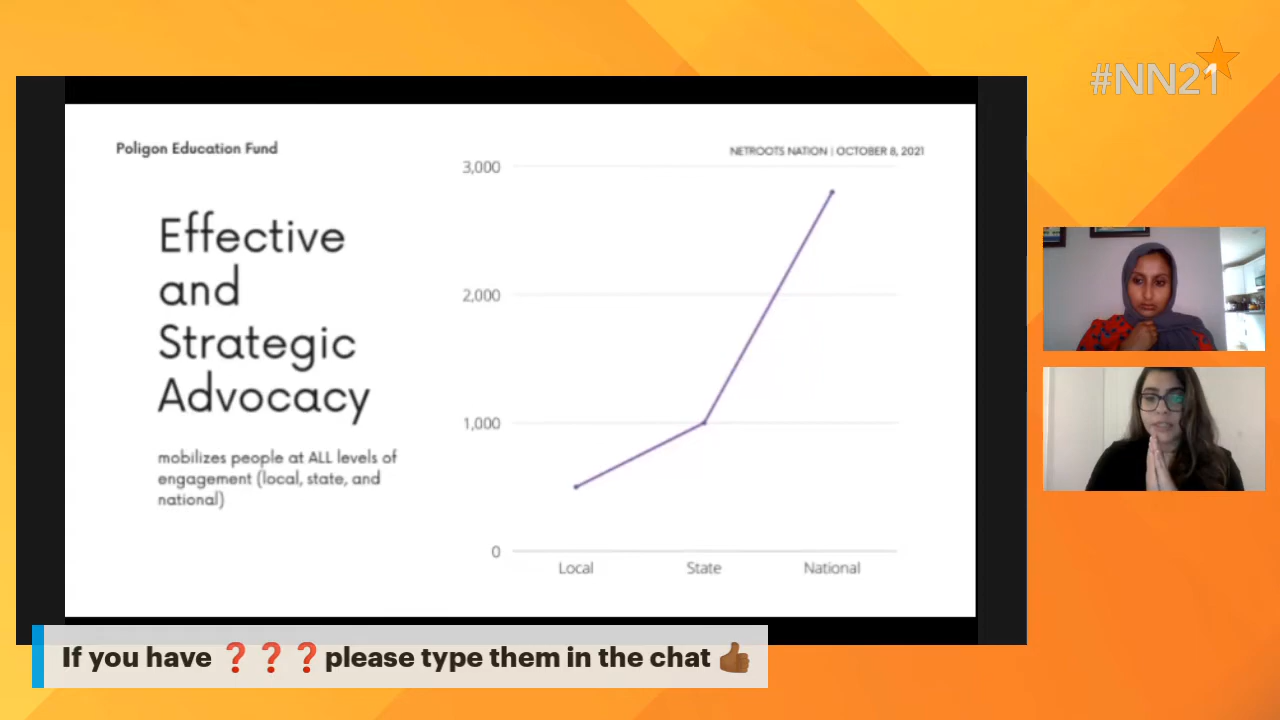 #NN21
Poligon Education Fund
NETROOTS NATION | OCTOBER 8, 2021
Effective
and
Strategic
Advocacy
mobilizes people at ALL levels of
engagement (local, state, and
national)
3,000
2,000
1,000
0
Local State National
If you have ❓❓❓please type them in the chat 👍🏾